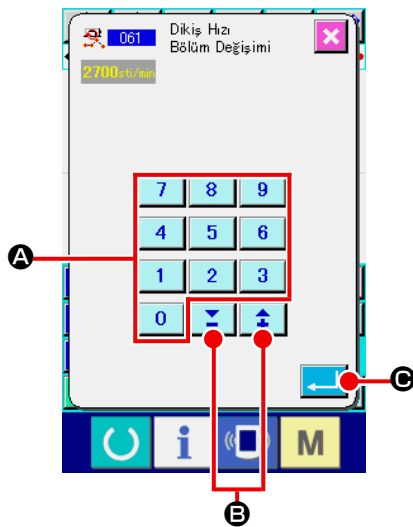 061
Dikiş Hızı
Bölüm Değişimi
2700sti/min
7 8 9
4 5 6
1 2 3
0
A
B
C
i
M